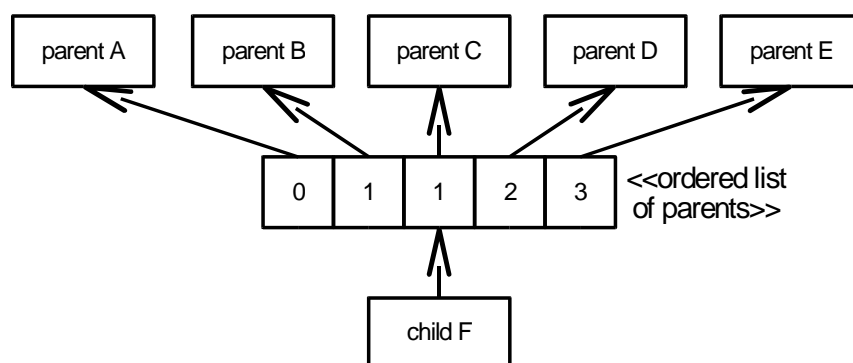 parent A
parent B
parent C
parent D
parent E
0
1
1
2
3
<<ordered list
of parents>>
child F